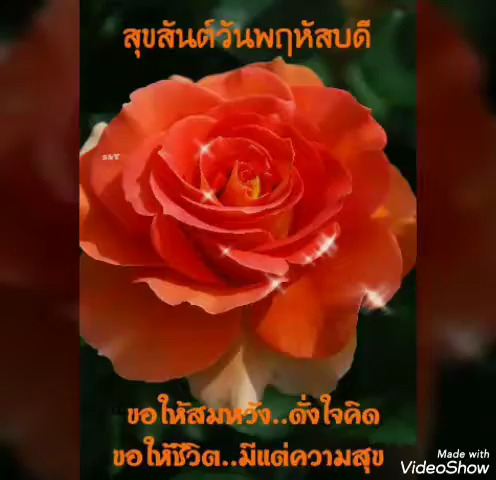 สุขสันต์วันพฤหัสบดี
S&Y
ขอให้สมหวัง..ดั่งใจคิด
ขอให้ชีวิต..มีแต่ความสุข
Made with
VideoShow